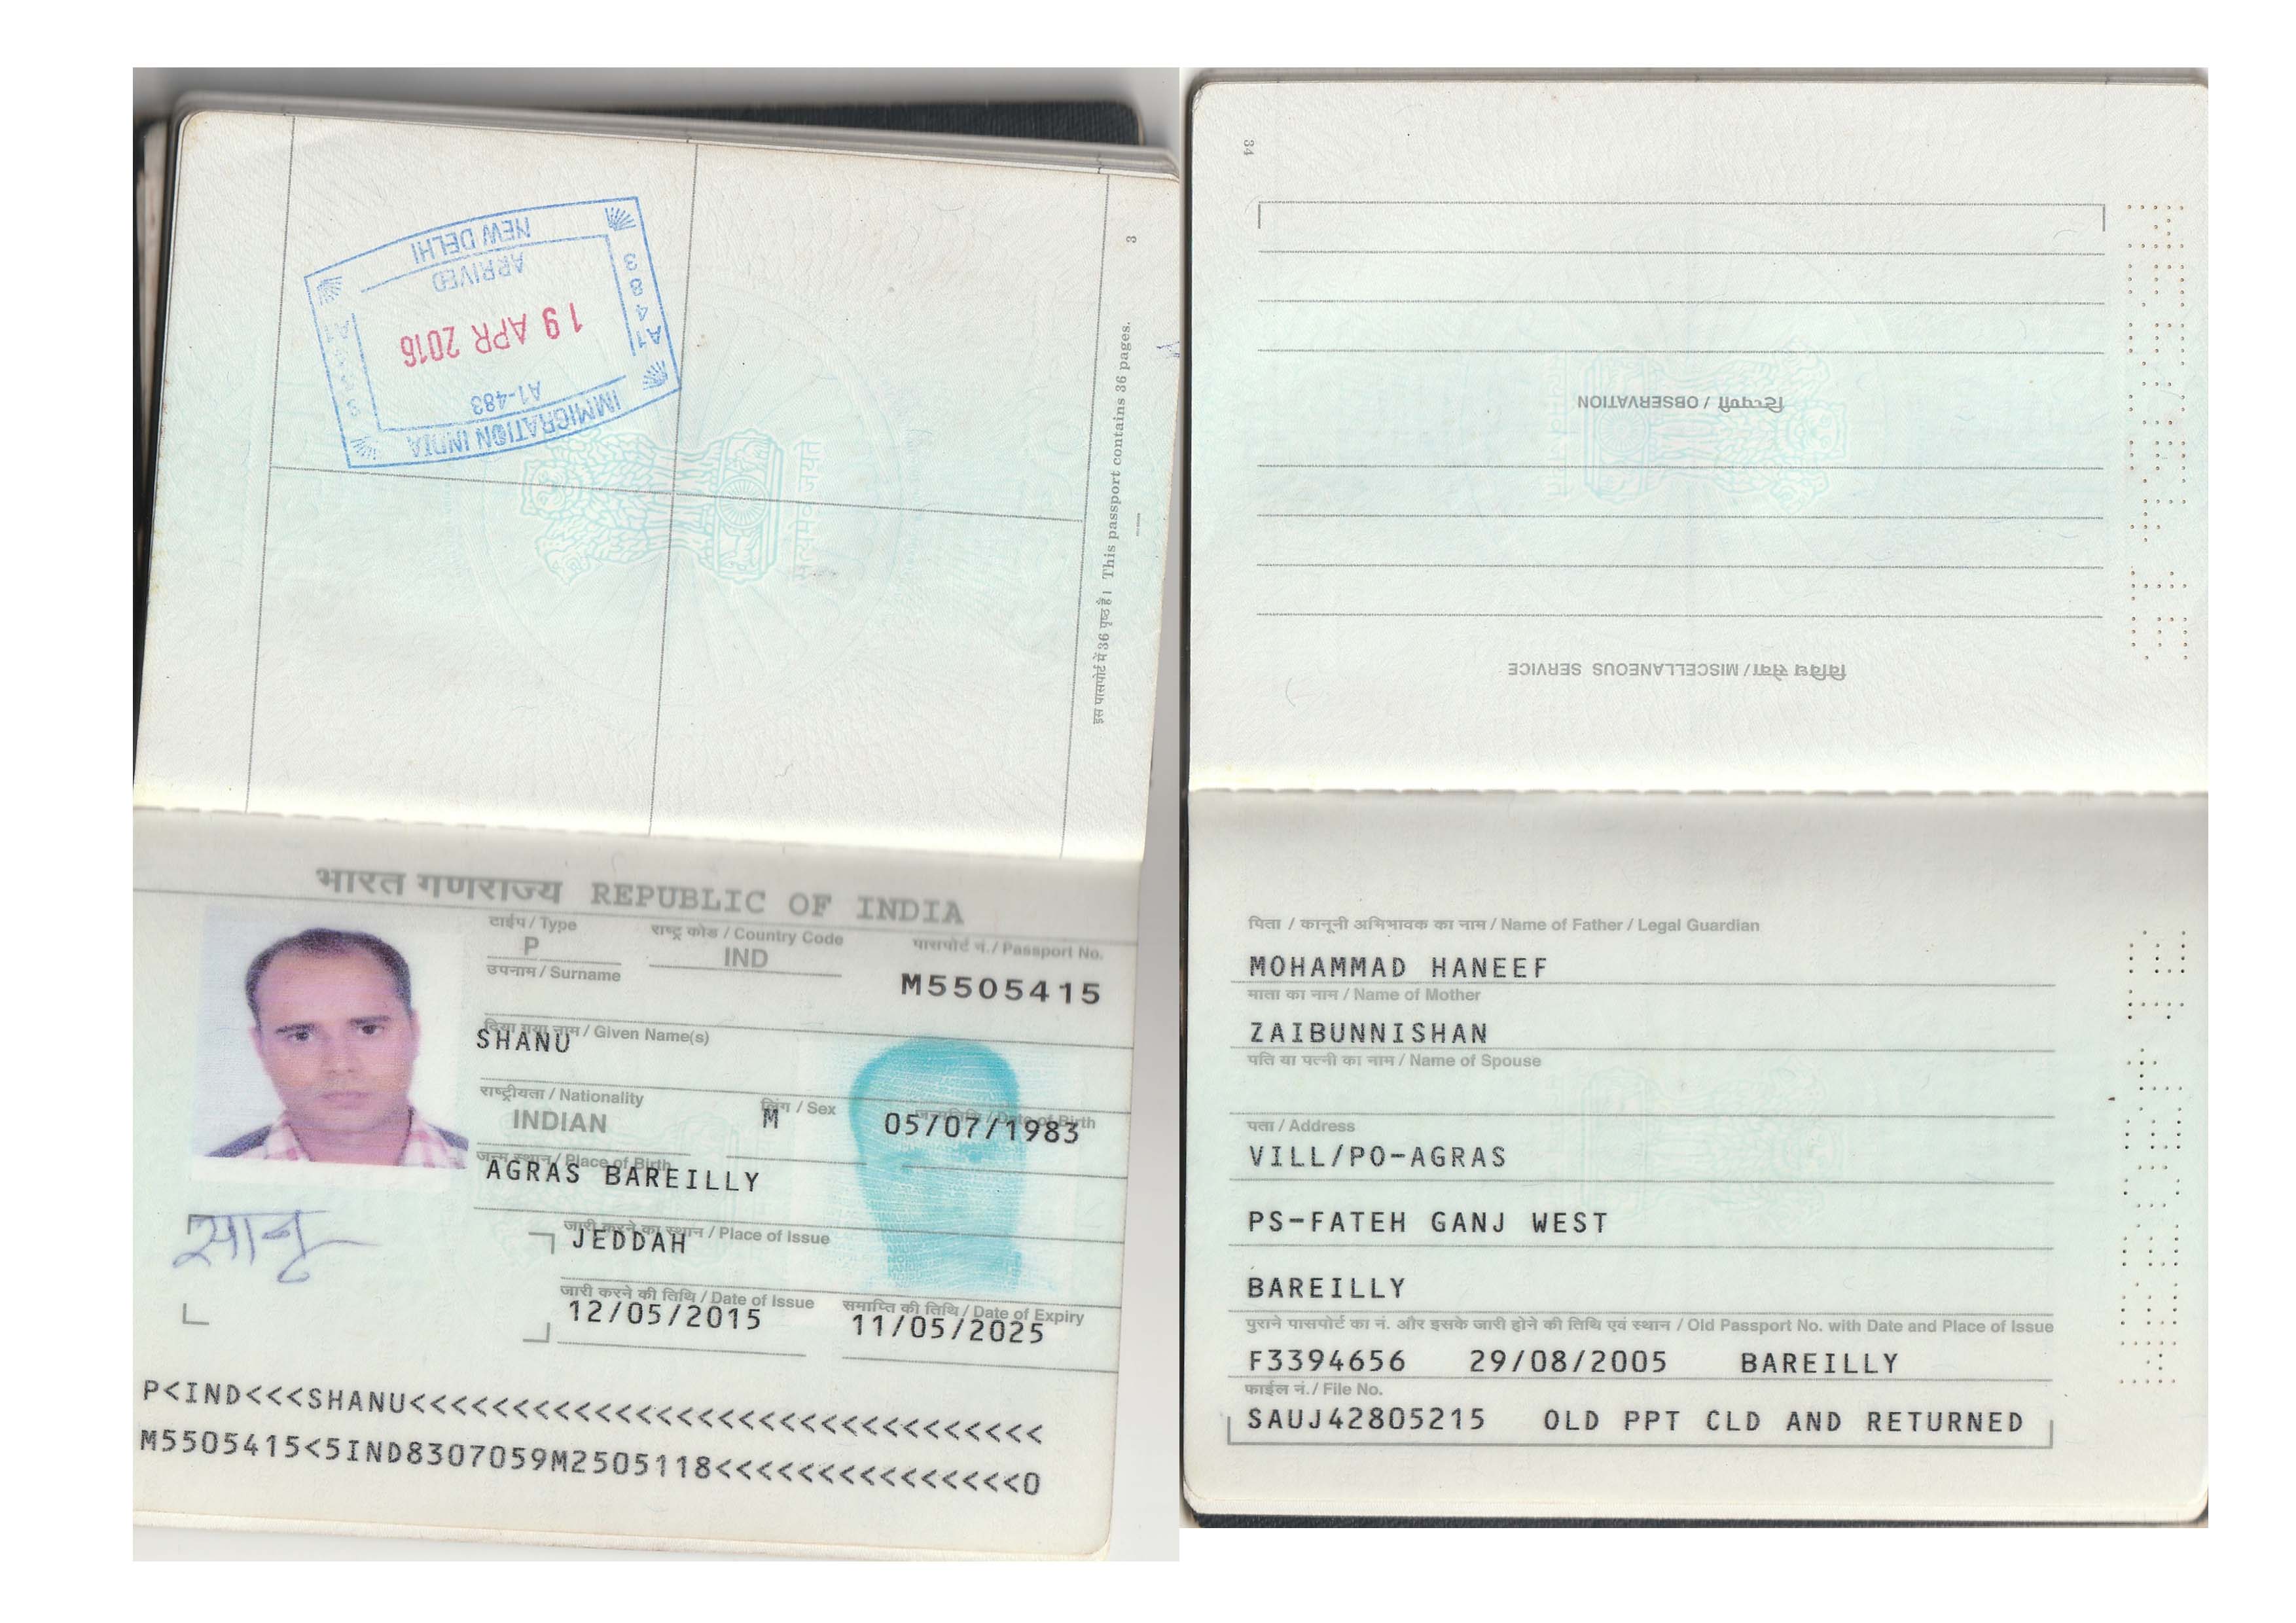 NEW DELHI
ARRIVED
19 APR 2016
A1-483
IMMIGRATION INDIA
A1 483
3
इस पासपोर्ट में 36 पृष्ठ हैं। This passport contains 36 pages.
भारत गणराज्य REPUBLIC OF INDIA
टाईप / Type
राष्ट्र कोड / Country Code
पासपोर्ट नं. / Passport No.
P
IND
M5505415
उपनाम / Surname
दिया गया नाम / Given Name(s)
SHANU
राष्ट्रीयता / Nationality
लिंग / Sex
जन्मतिथि / Date of Birth
INDIAN
M
05/07/1983
जन्म स्थान / Place of Birth
AGRAS BAREILLY
जारी करने का स्थान / Place of Issue
JEDDAH
सानु
जारी करने की तिथि / Date of Issue
समाप्ति की तिथि / Date of Expiry
12/05/2015
11/05/2025
P<IND<<<SHANU<<<<<<<<<<<<<<<<<<<<<<<<<<<<<<<
M5505415<5IND8307059M2505118<<<<<<<<<<<<<<<0
34
टिप्पणी / OBSERVATION
विविध सेवा / MISCELLANEOUS SERVICE
पिता / कानूनी अभिभावक का नाम / Name of Father / Legal Guardian
MOHAMMAD HANEEF
माता का नाम / Name of Mother
ZAIBUNNISHAN
पति या पत्नी का नाम / Name of Spouse
पता / Address
VILL/PO-AGRAS
PS-FATEH GANJ WEST
BAREILLY
पुराने पासपोर्ट का नं. और इसके जारी होने की तिथि एवं स्थान / Old Passport No. with Date and Place of Issue
F3394656 29/08/2005 BAREILLY
फाईल नं. / File No.
SAUJ42805215 OLD PPT CLD AND RETURNED